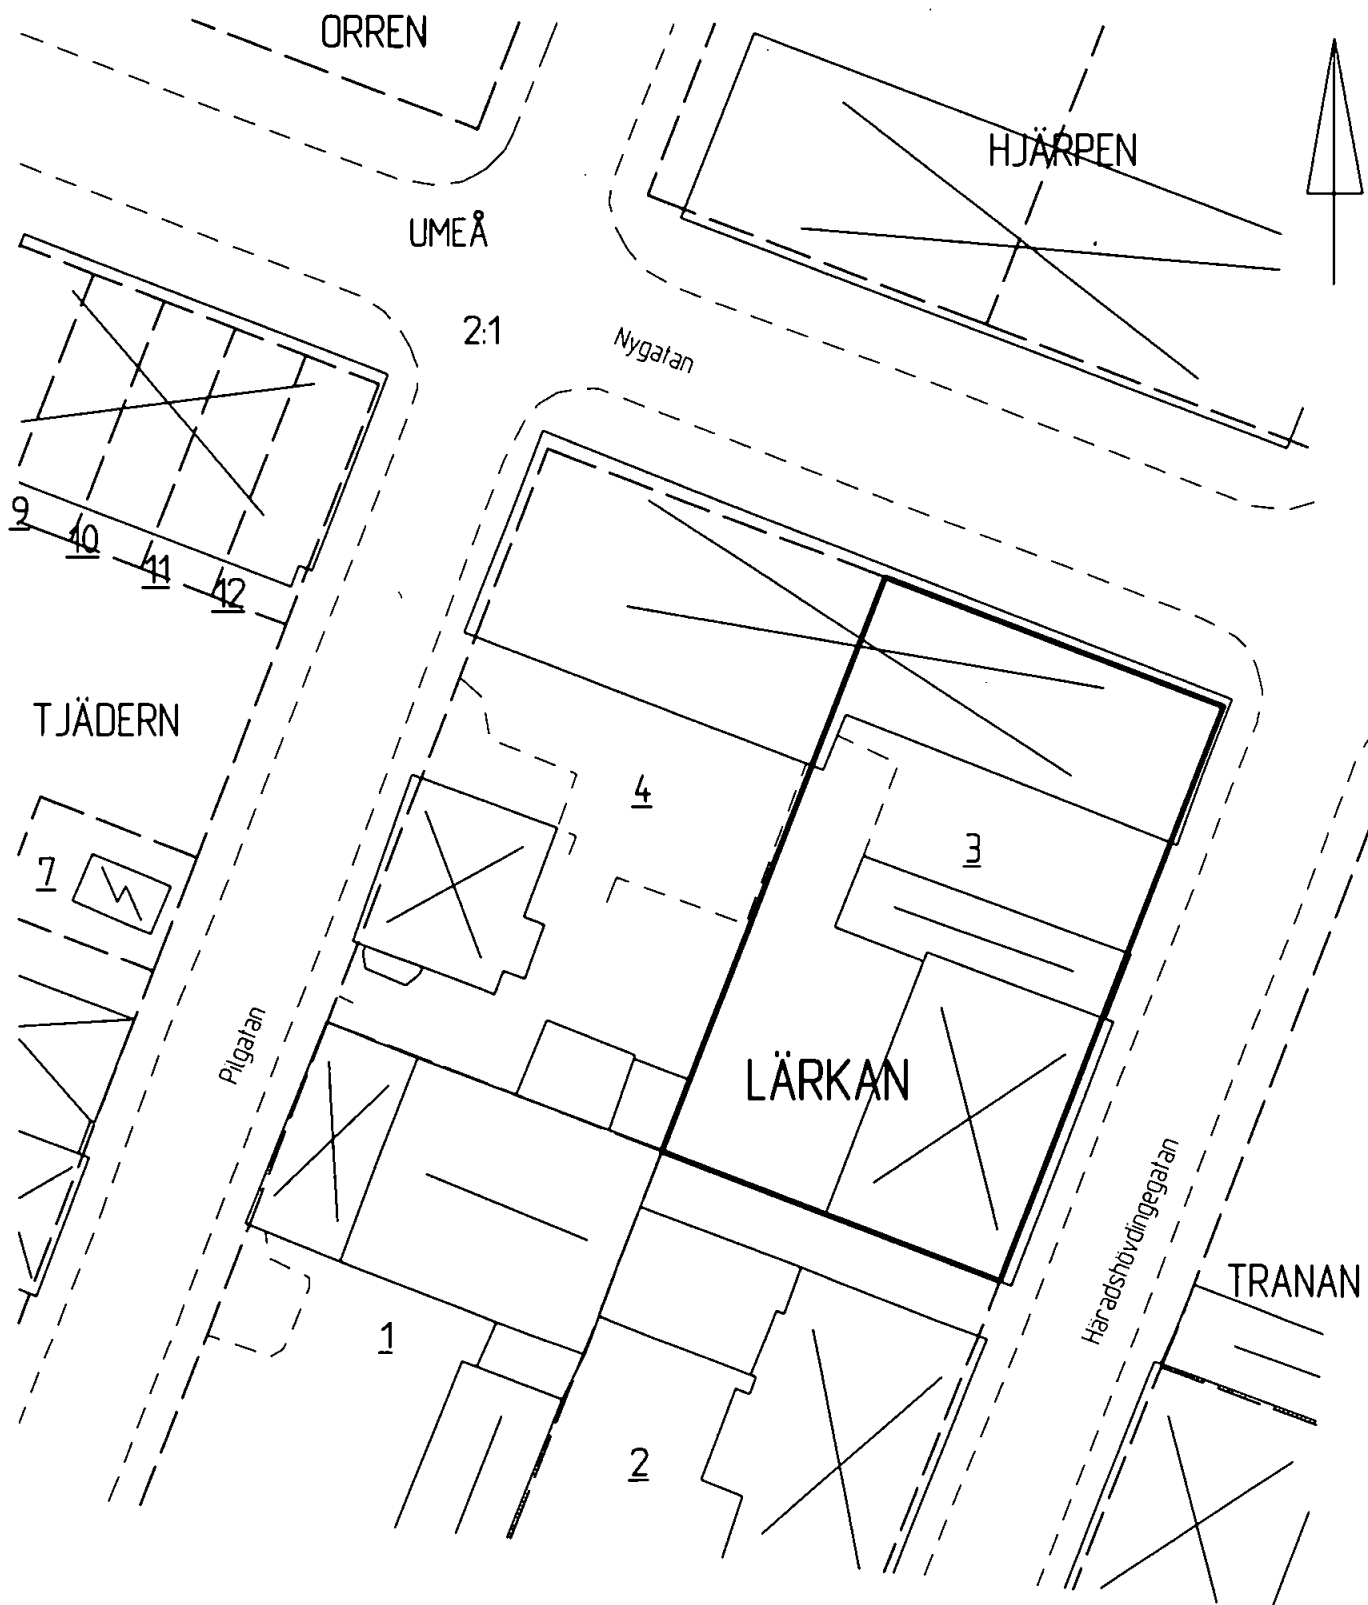 ORREN
HJÄRPEN
UMEÅ
2:1
Nygatan
9
10
11
12
TJÄDERN
4
3
7
Pilgatan
LÄRKAN
Häradshövdingegatan
TRANAN
1
2